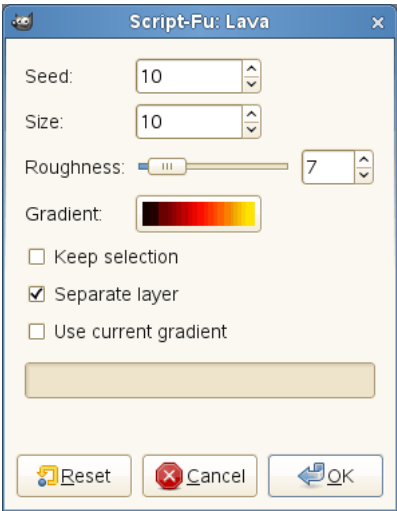 Script-Fu: Lava
Seed: 10
Size: 10
Roughness: 7
Gradient:
Keep selection
Separate layer
Use current gradient
Reset Cancel OK